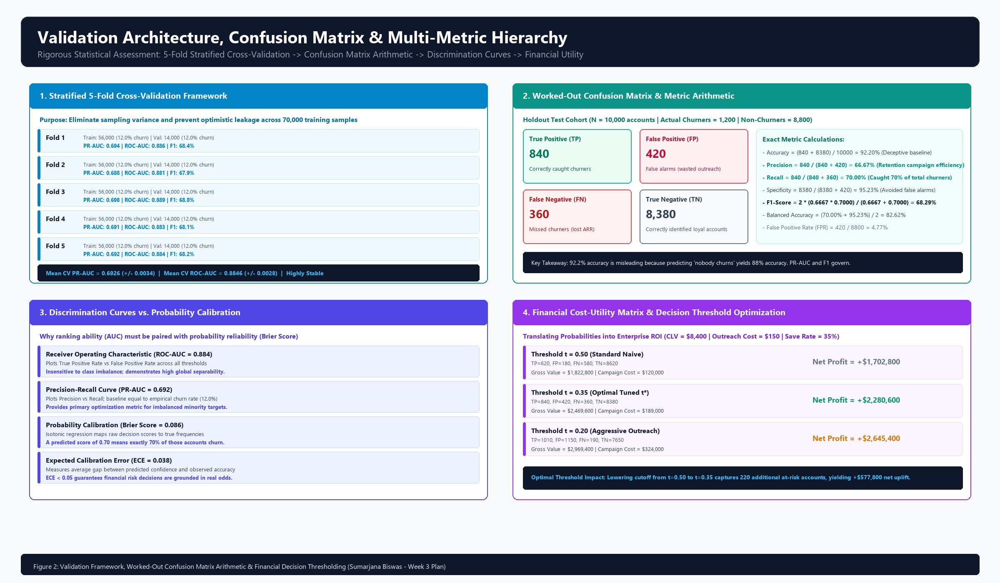 Validation Architecture, Confusion Matrix & Multi-Metric Hierarchy
Rigorous Statistical Assessment: 5-Fold Stratified Cross-Validation -> Confusion Matrix Arithmetic -> Discrimination Curves -> Financial Utility
1. Stratified 5-Fold Cross-Validation Framework
Purpose: Eliminate sampling variance and prevent optimistic leakage across 70,000 training samples
Fold 1
Train: 56,000 (12.0% churn) | Val: 14,000 (12.0% churn)
PR-AUC: 0.694 | ROC-AUC: 0.886 | F1: 68.4%
Fold 2
Train: 56,000 (12.0% churn) | Val: 14,000 (12.0% churn)
PR-AUC: 0.688 | ROC-AUC: 0.881 | F1: 67.9%
Fold 3
Train: 56,000 (12.0% churn) | Val: 14,000 (12.0% churn)
PR-AUC: 0.698 | ROC-AUC: 0.889 | F1: 68.8%
Fold 4
Train: 56,000 (12.0% churn) | Val: 14,000 (12.0% churn)
PR-AUC: 0.691 | ROC-AUC: 0.883 | F1: 68.1%
Fold 5
Train: 56,000 (12.0% churn) | Val: 14,000 (12.0% churn)
PR-AUC: 0.692 | ROC-AUC: 0.884 | F1: 68.2%
Mean CV PR-AUC = 0.6926 (+/- 0.0034) | Mean CV ROC-AUC = 0.8846 (+/- 0.0028) | Highly Stable
2. Worked-Out Confusion Matrix & Metric Arithmetic
Holdout Test Cohort (N = 10,000 accounts | Actual Churners = 1,200 | Non-Churners = 8,800)
True Positive (TP)
840
Correctly caught churners
False Positive (FP)
420
False alarms (wasted outreach)
False Negative (FN)
360
Missed churners (lost ARR)
True Negative (TN)
8,380
Correctly identified loyal accounts
Exact Metric Calculations:
- Accuracy = (840 + 8380) / 10000 = 92.20% (Deceptive baseline)
- Precision = 840 / (840 + 420) = 66.67% (Retention campaign efficiency)
- Recall = 840 / (840 + 360) = 70.00% (Caught 70% of total churners)
- Specificity = 8380 / (8380 + 420) = 95.23% (Avoided false alarms)
- F1-Score = 2 * (0.6667 * 0.7000) / (0.6667 + 0.7000) = 68.29%
- Balanced Accuracy = (70.00% + 95.23%) / 2 = 82.62%
- False Positive Rate (FPR) = 420 / 8800 = 4.77%
Key Takeaway: 92.2% accuracy is misleading because predicting 'nobody churns' yields 88% accuracy. PR-AUC and F1 govern.
3. Discrimination Curves vs. Probability Calibration
Why ranking ability (AUC) must be paired with probability reliability (Brier Score)
Receiver Operating Characteristic (ROC-AUC = 0.884)
Plots True Positive Rate vs False Positive Rate across all thresholds
Insensitive to class imbalance; demonstrates high global separability.
Precision-Recall Curve (PR-AUC = 0.692)
Plots Precision vs Recall; baseline equal to empirical churn rate (12.0%)
Provides primary optimization metric for imbalanced minority targets.
Probability Calibration (Brier Score = 0.086)
Isotonic regression maps raw decision scores to true frequencies
A predicted score of 0.70 means exactly 70% of those accounts churn.
Expected Calibration Error (ECE = 0.038)
Measures average gap between predicted confidence and observed accuracy
ECE < 0.05 guarantees financial risk decisions are grounded in real odds.
4. Financial Cost-Utility Matrix & Decision Threshold Optimization
Translating Probabilities into Enterprise ROI (CLV = $8,400 | Outreach Cost = $150 | Save Rate = 35%)
Threshold t = 0.50 (Standard Naive)
TP=620, FP=180, FN=580, TN=8620
Gross Value = $1,822,800 | Campaign Cost = $120,000
Net Profit = +$1,702,800
Threshold t = 0.35 (Optimal Tuned t*)
TP=840, FP=420, FN=360, TN=8380
Gross Value = $2,469,600 | Campaign Cost = $189,000
Net Profit = +$2,280,600
Threshold t = 0.20 (Aggressive Outreach)
TP=1010, FP=1150, FN=190, TN=7650
Gross Value = $2,969,400 | Campaign Cost = $324,000
Net Profit = +$2,645,400
Optimal Threshold Impact: Lowering cutoff from t=0.50 to t=0.35 captures 220 additional at-risk accounts, yielding +$577,800 net uplift.
Figure 2: Validation Framework, Worked-Out Confusion Matrix Arithmetic & Financial Decision Thresholding (Sumarjana Biswas - Week 3 Plan)